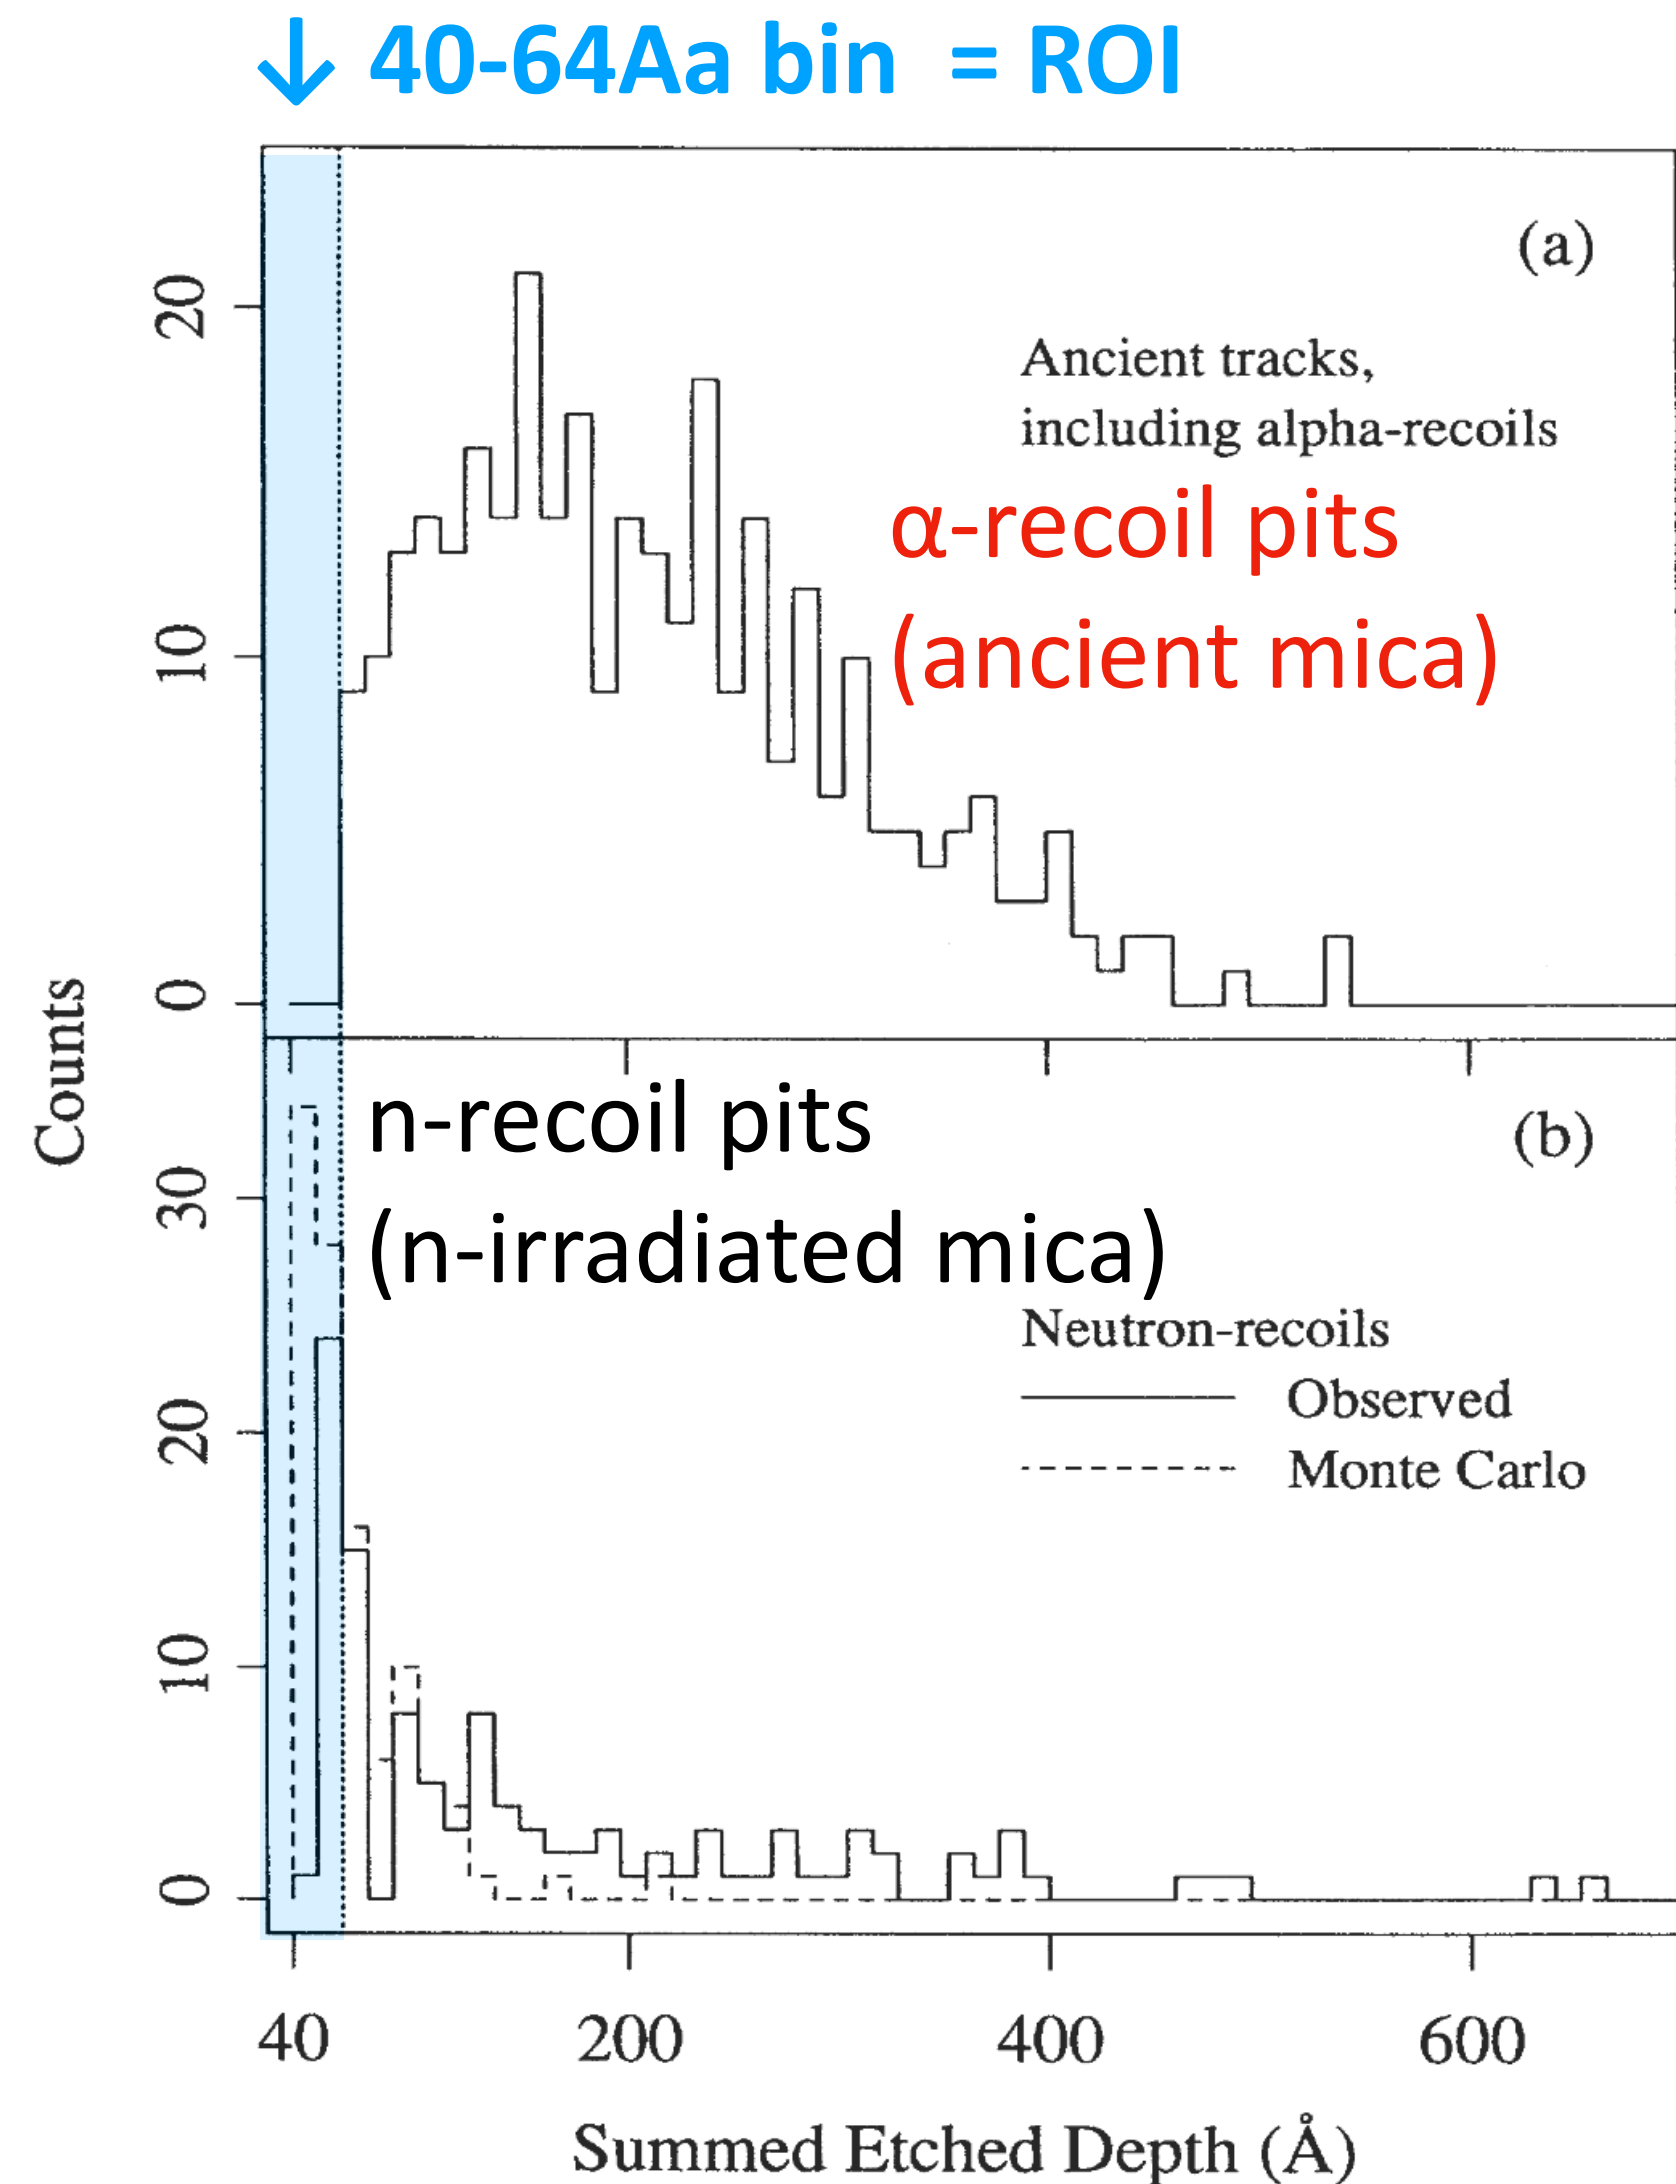 ↓ 40-64Aa bin = ROI
(a)
20
Ancient tracks,
including alpha-recoils
α-recoil pits
(ancient mica)
10
0
Counts
n-recoil pits
(b)
30
(n-irradiated mica)
Neutron-recoils
Observed
20
Monte Carlo
10
0
40 200 400 600
Summed Etched Depth (Å)